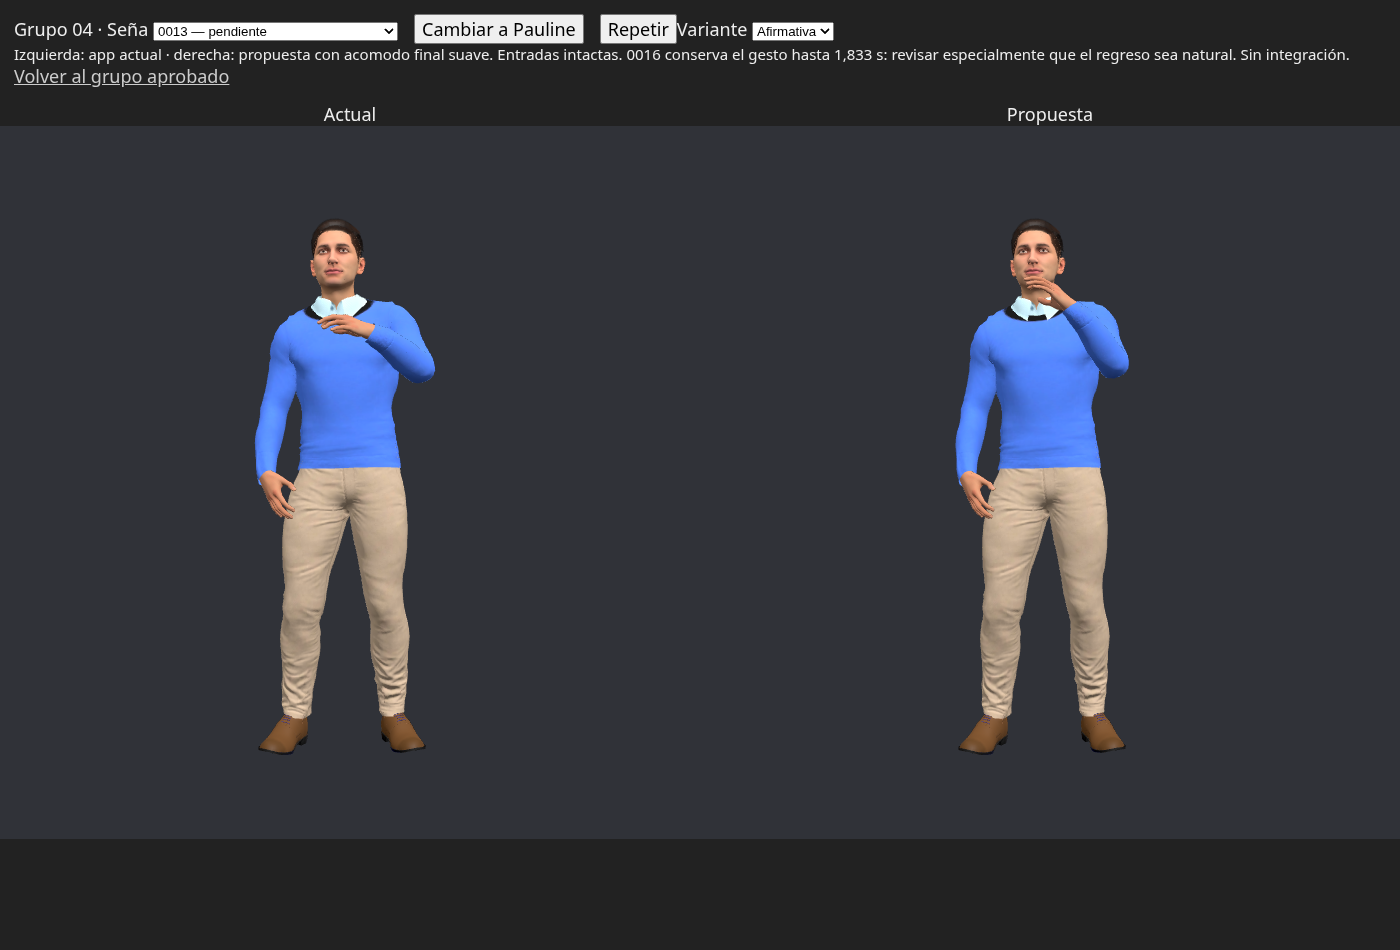 Grupo 04 · Seña 0013 — pendiente Cambiar a Pauline Repetir Variante Afirmativa
Izquierda: app actual · derecha: propuesta con acomodo final suave. Entradas intactas. 0016 conserva el gesto hasta 1,833 s: revisar especialmente que el regreso sea natural. Sin integración.
Volver al grupo aprobado
Actual
Propuesta